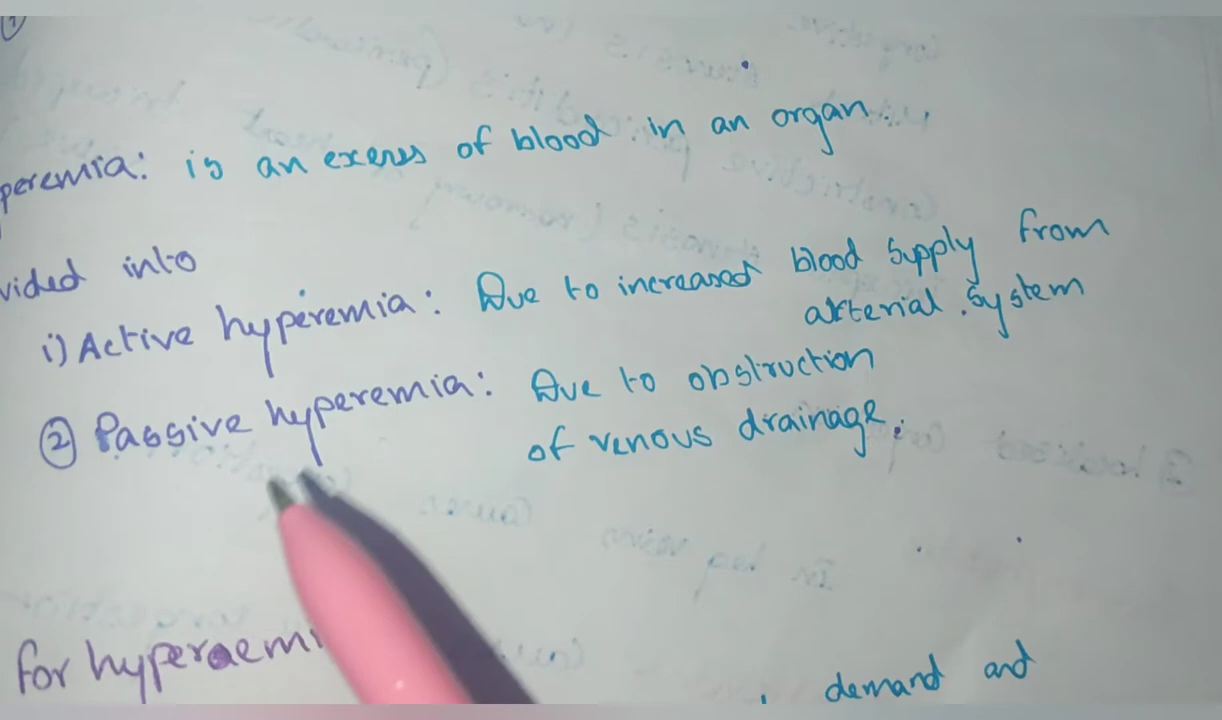 peremia: is an exeres of blood in an organ.
vided into
i) Active hyperemia: Due to increased blood supply from
arterial system
② Passive hyperemia: Due to obstruction
of venous drainage.
For hyperaemi
demand and